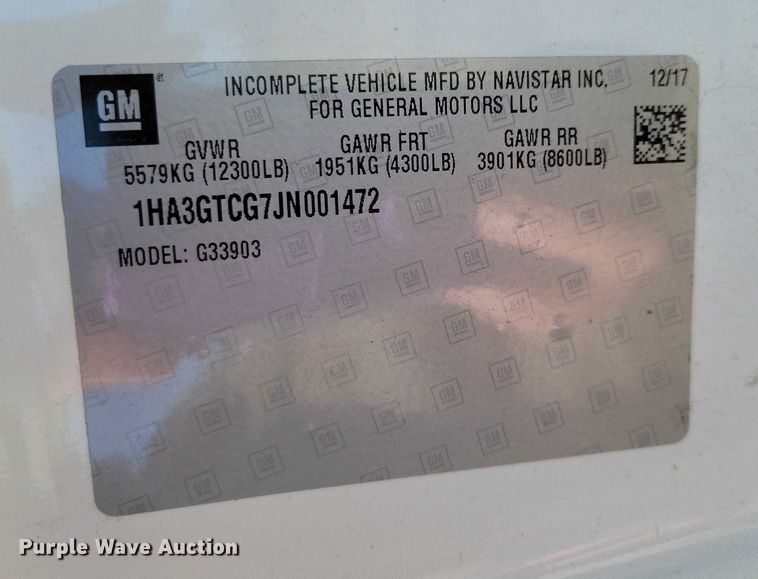 GM ®
INCOMPLETE VEHICLE MFD BY NAVISTAR INC. 12/17
FOR GENERAL MOTORS LLC
GVWR GAWR FRT GAWR RR
5579KG (12300LB) 1951KG (4300LB) 3901KG (8600LB)
1HA3GTCG7JN001472
MODEL: G33903
Purple Wave Auction